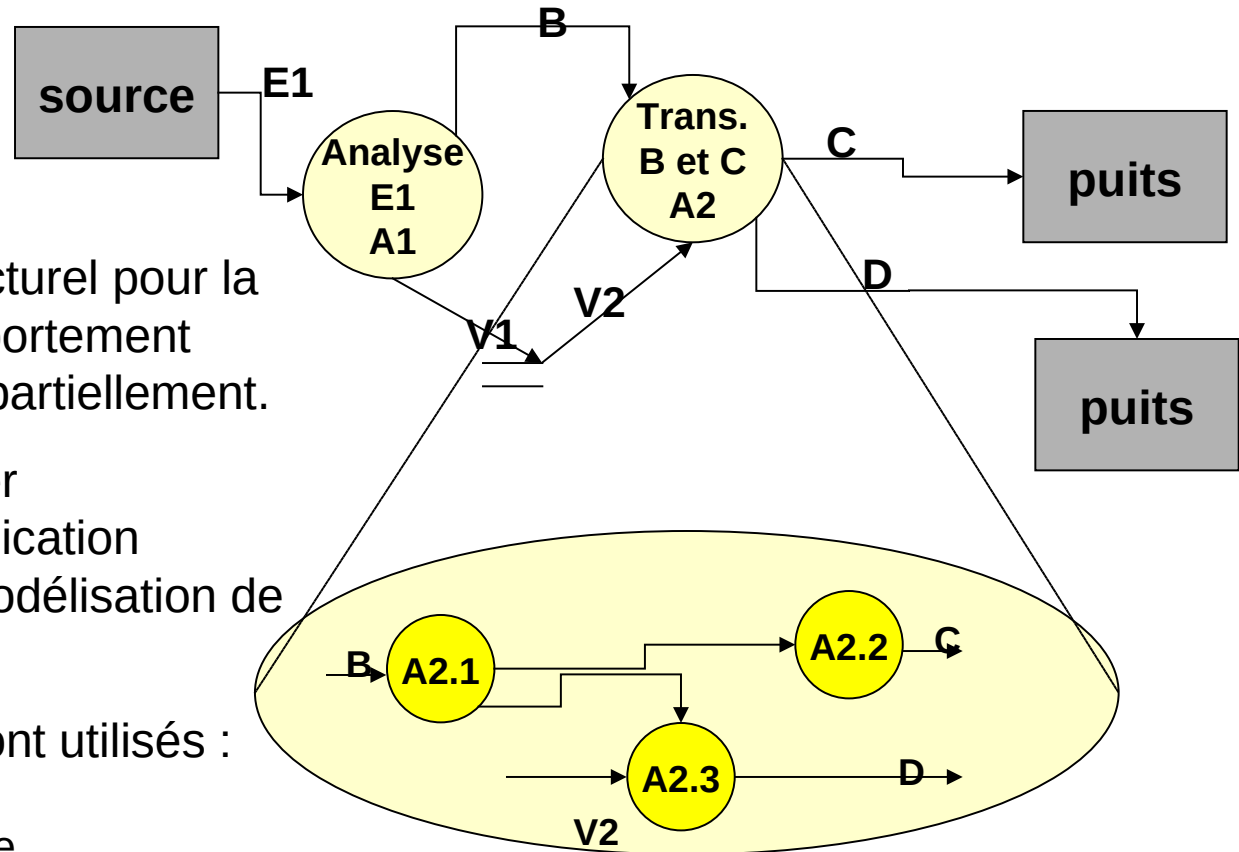 B
source
E1
Trans.
B et C
A2
C
puits
Analyse
E1
A1
D
V2
V1
puits
cturel pour la
ortement
partiellement.
r
ication
odélisation de
ont utilisés :
e
B
A2.1
A2.2
C
A2.3
D
V2